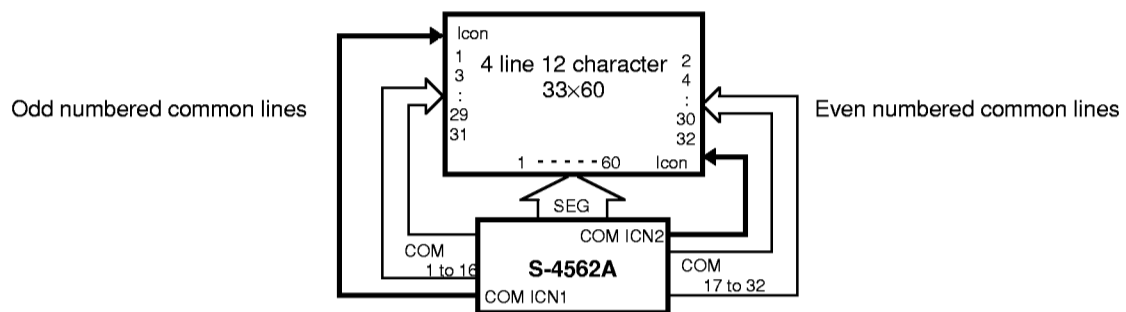 Icon
1
3
:
29
31
4 line 12 character
33×60
2
4
:
30
32
Odd numbered common lines
Even numbered common lines
1 - - - - - 60
Icon
SEG
COM ICN2
COM
1 to 16
S-4562A
COM
17 to 32
COM ICN1